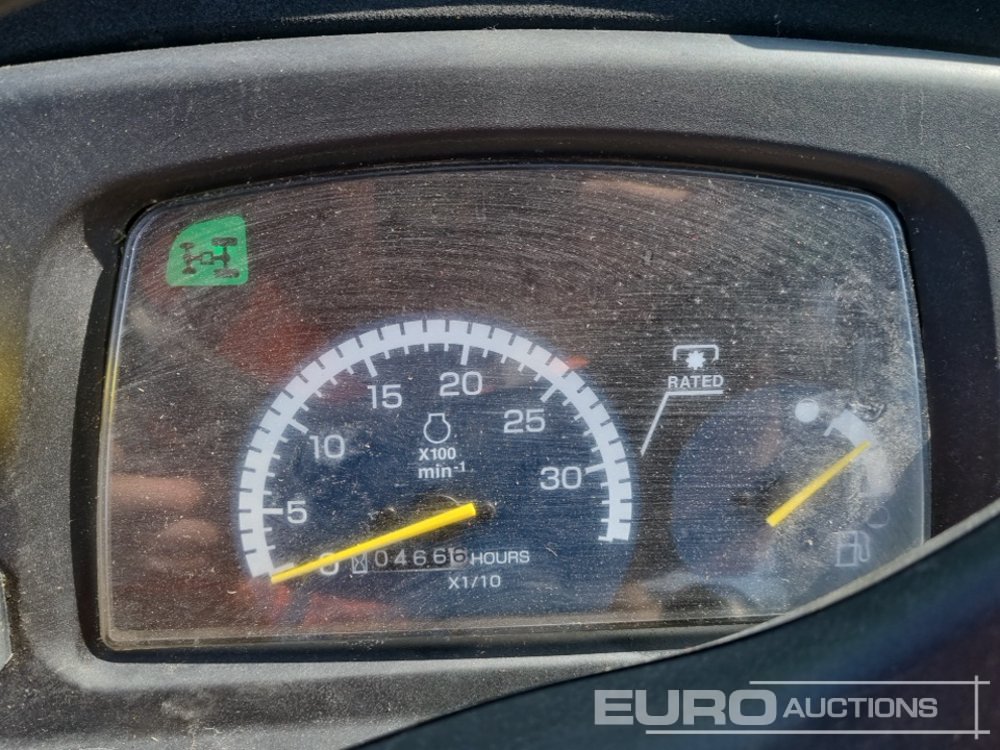 RATED
20
15
25
10
X100
min⁻¹
30
5
0
04666 HOURS
X1/10
EURO AUCTIONS